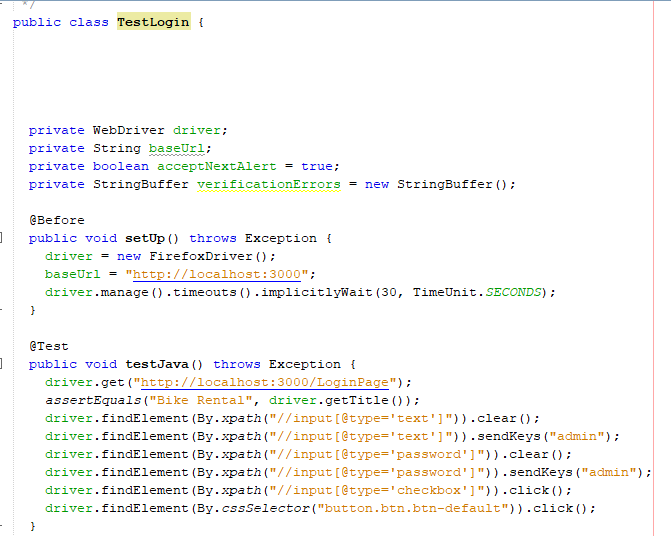 */
public class TestLogin {
private WebDriver driver;
private String baseUrl;
private boolean acceptNextAlert = true;
private StringBuffer verificationErrors = new StringBuffer();
@Before
public void setUp() throws Exception {
driver = new FirefoxDriver();
baseUrl = "http://localhost:3000";
driver.manage().timeouts().implicitlyWait(30, TimeUnit.SECONDS);
}
@Test
public void testJava() throws Exception {
driver.get("http://localhost:3000/LoginPage");
assertEquals("Bike Rental", driver.getTitle());
driver.findElement(By.xpath("//input[@type='text']")).clear();
driver.findElement(By.xpath("//input[@type='text']")).sendKeys("admin");
driver.findElement(By.xpath("//input[@type='password']")).clear();
driver.findElement(By.xpath("//input[@type='password']")).sendKeys("admin");
driver.findElement(By.xpath("//input[@type='checkbox']")).click();
driver.findElement(By.cssSelector("button.btn.btn-default")).click();
}